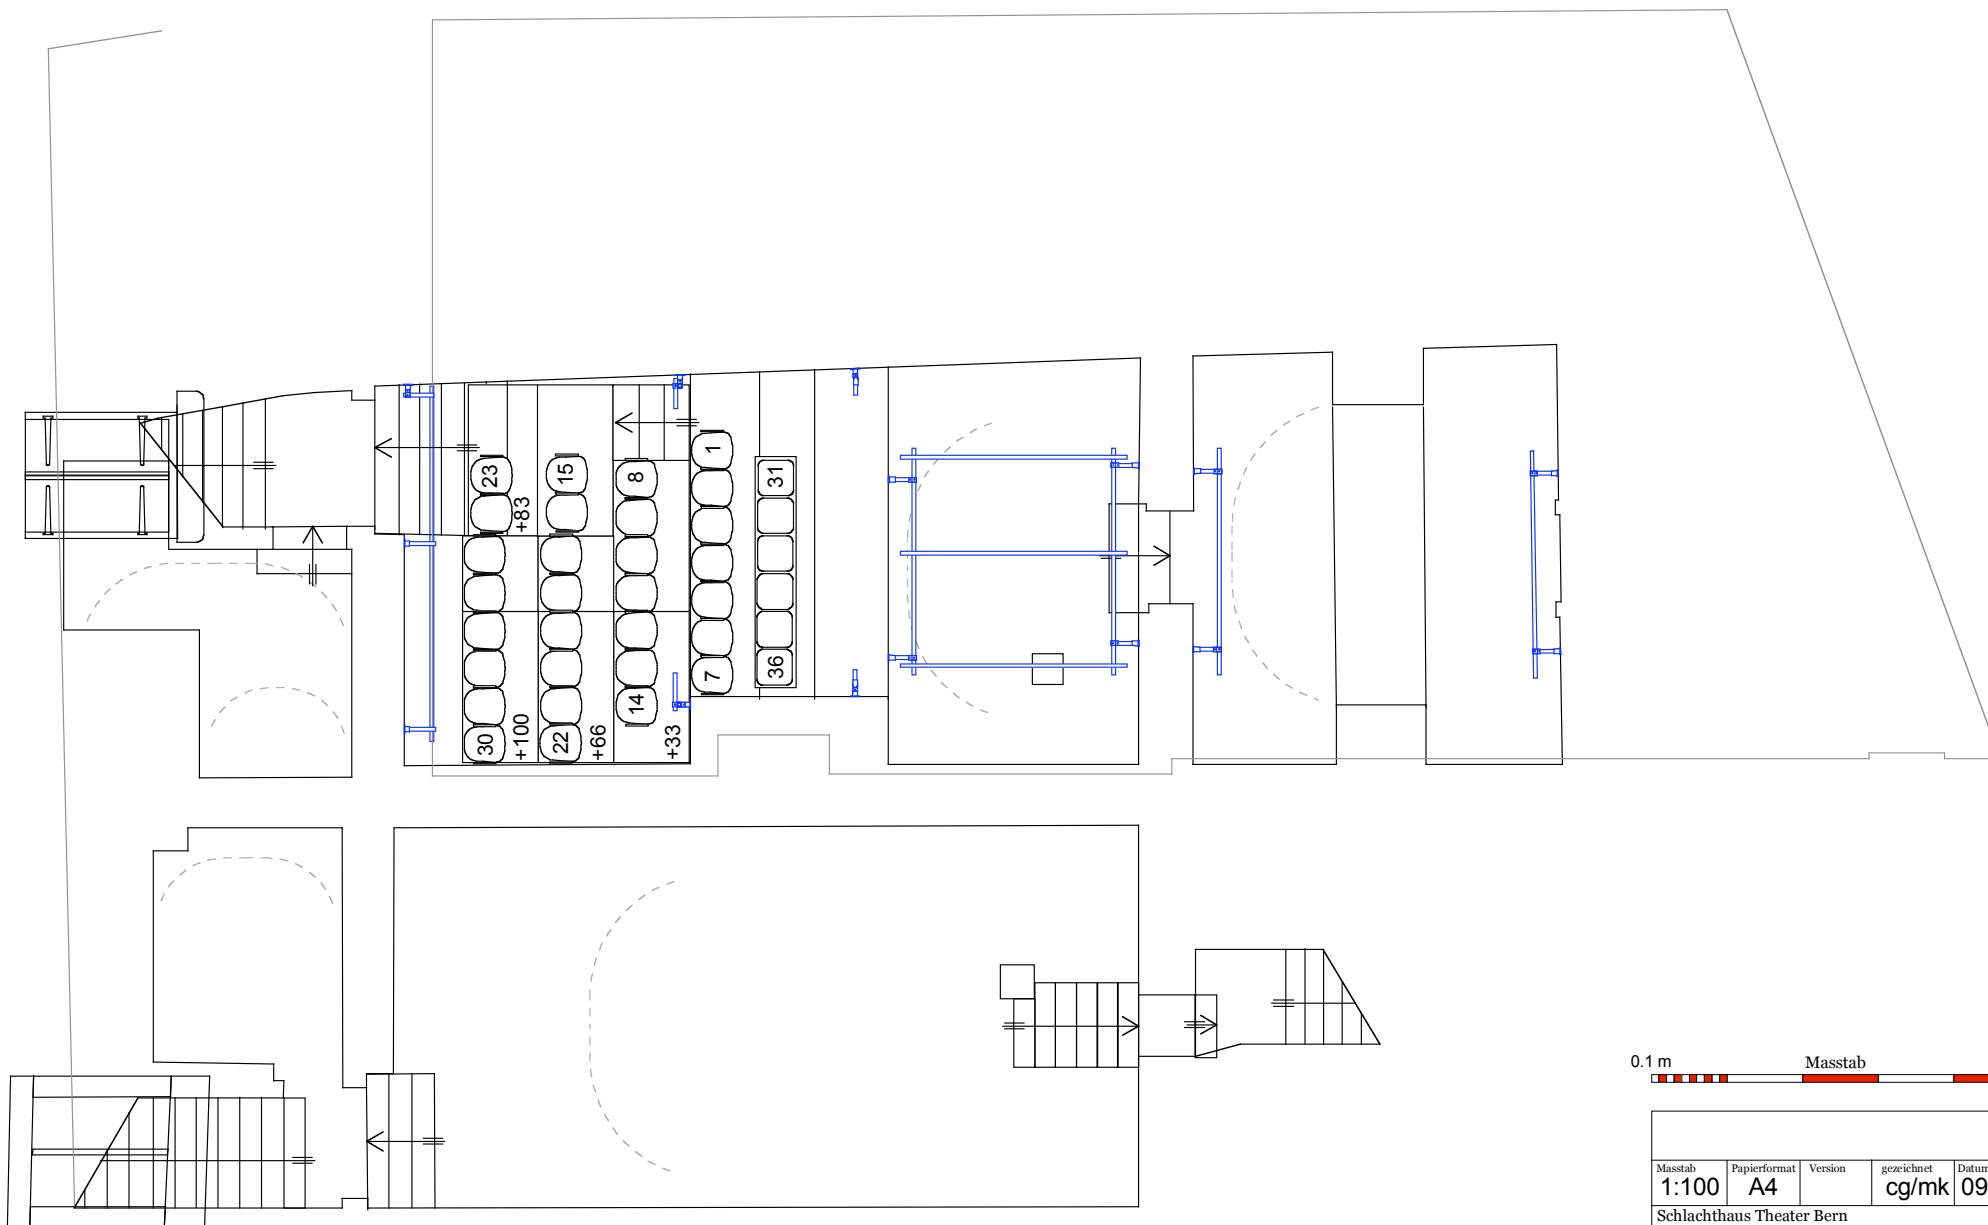 23
15
8
1
31
+83
30
+100
22
+66
14
+33
7
36
0.1 m
Masstab
Masstab Papierformat Version gezeichnet Datum
1:100 A4 cg/mk 09
Schlachthaus Theater Bern